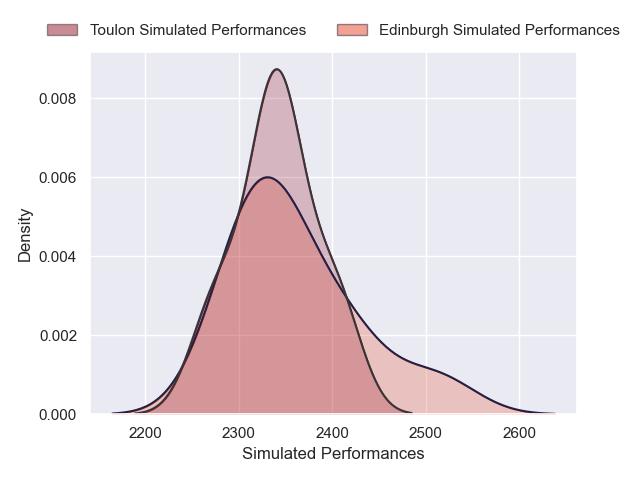 Toulon Simulated Performances
Edinburgh Simulated Performances
0.008
0.006
0.004
0.002
0.000
Density
2200
2300
2400
2500
2600
Simulated Performances